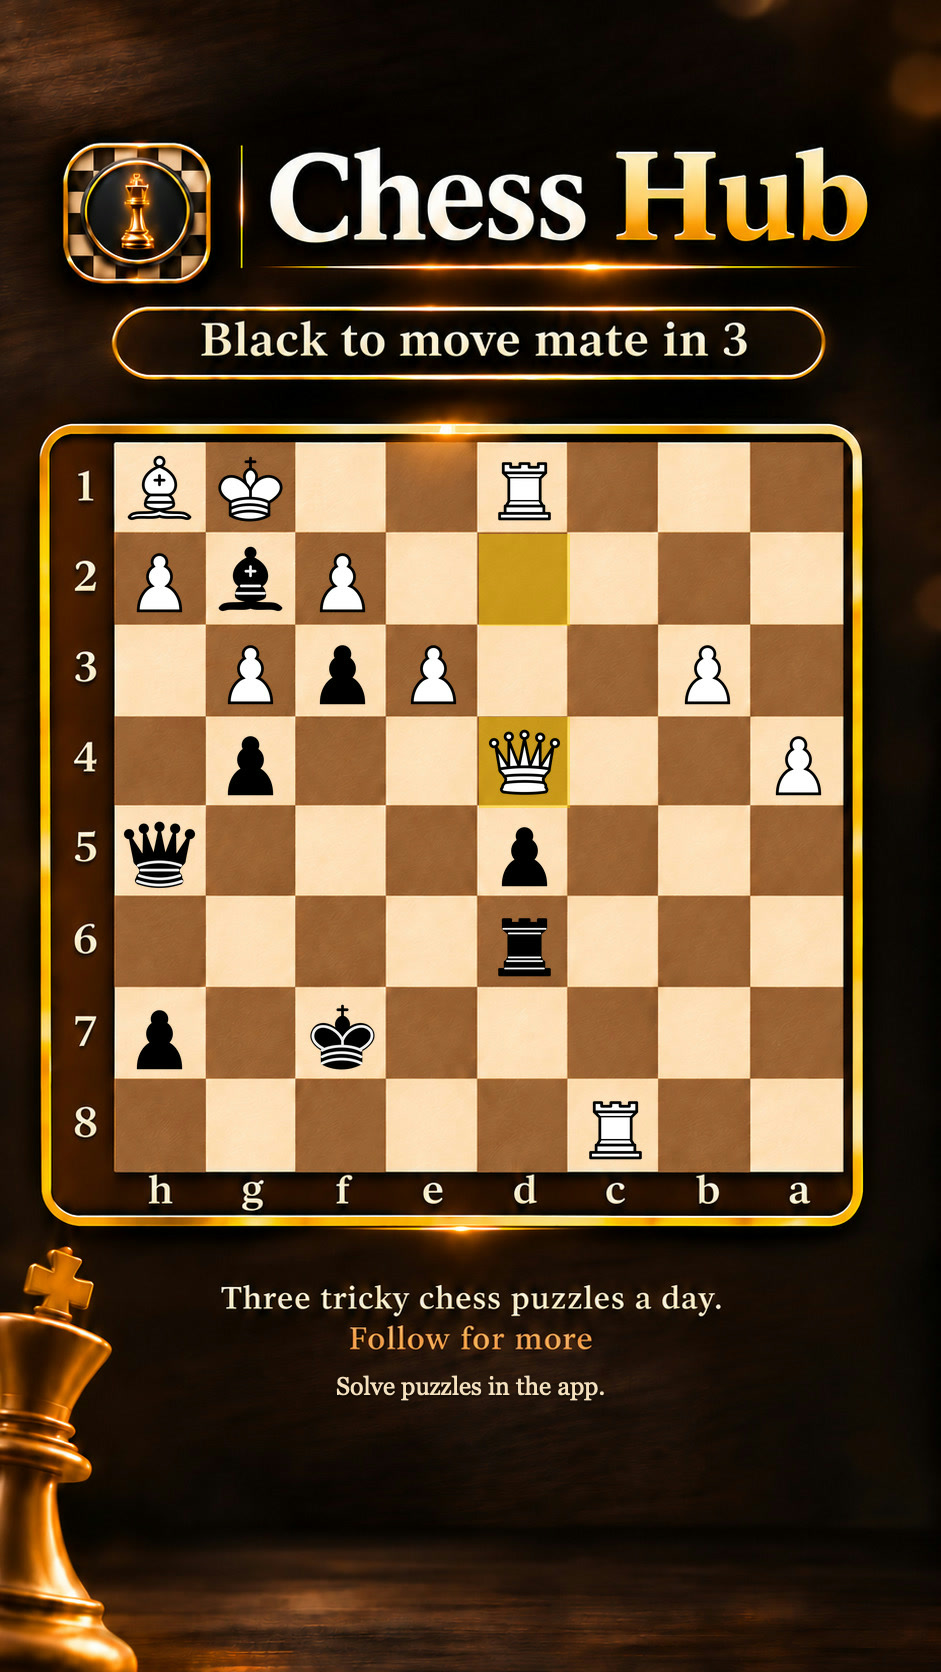 Chess Hub
Black to move mate in 3
1
2
3
4
5
6
7
8
h g f e d c b a
Three tricky chess puzzles a day.
Follow for more
Solve puzzles in the app.